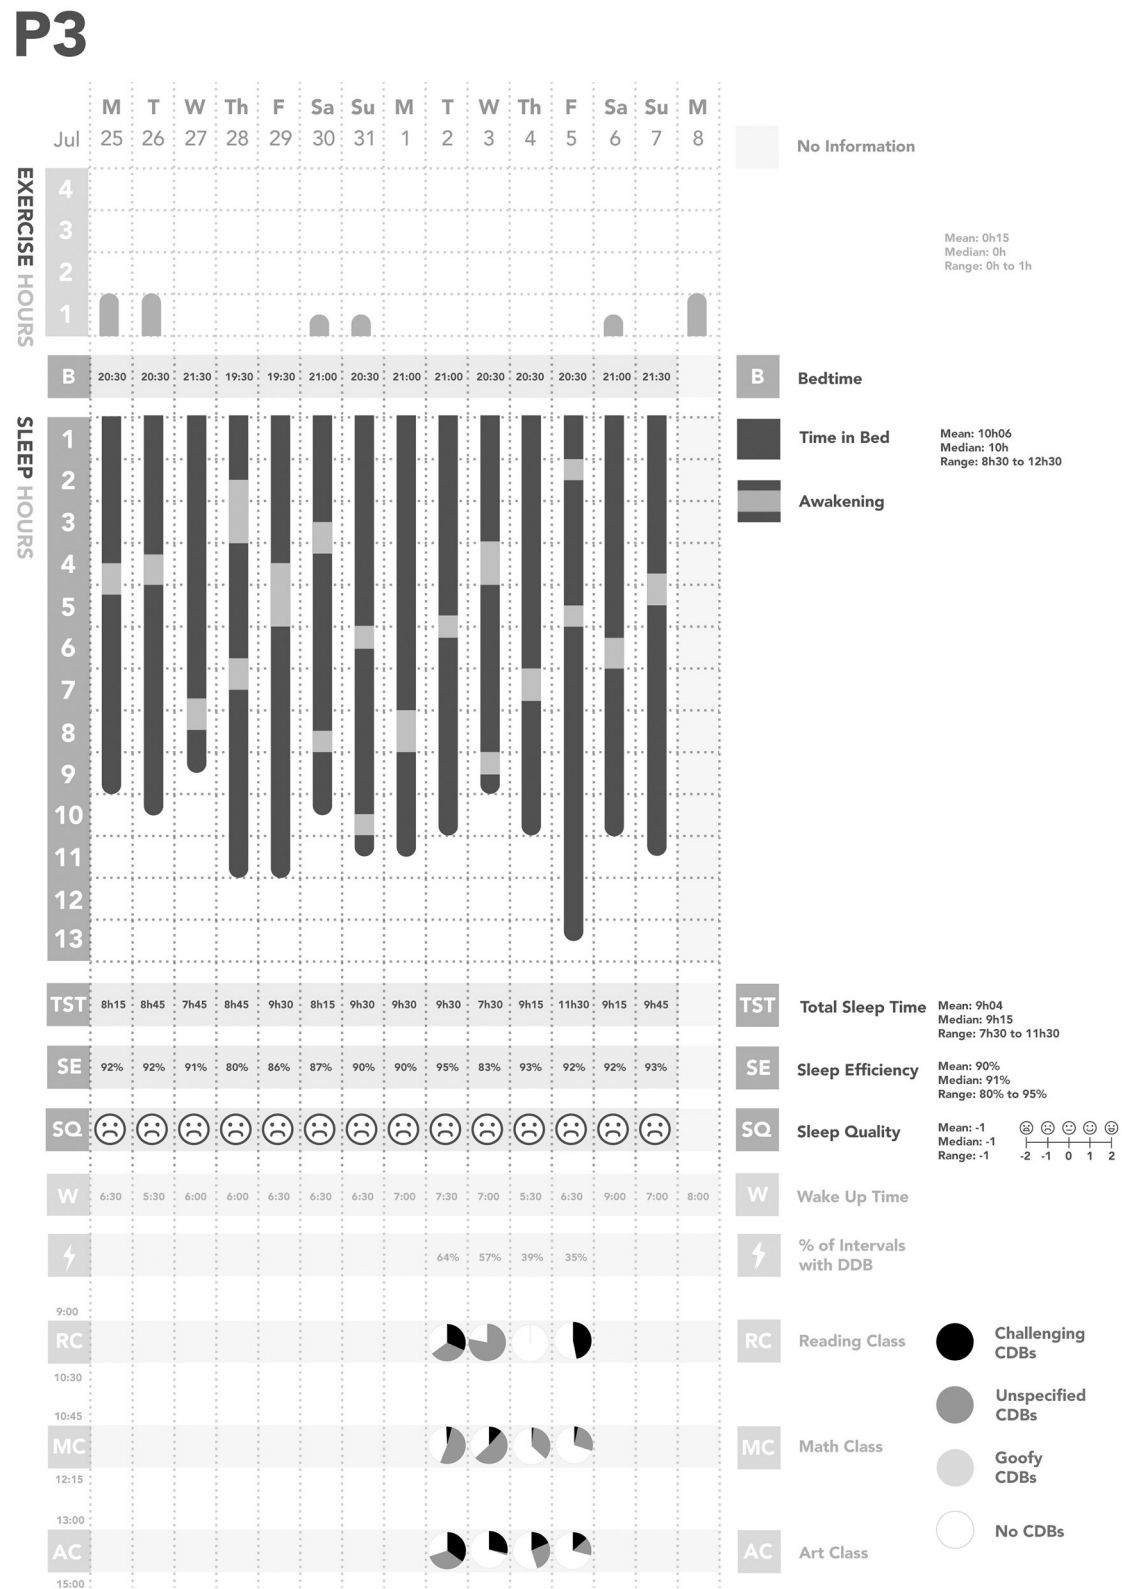 P3
M T W Th F Sa Su M T W Th F Sa Su M
Jul 25 26 27 28 29 30 31 1 2 3 4 5 6 7 8
No Information
EXERCISE HOURS
4
3
2
1
Mean: 0h15
Median: 0h
Range: 0h to 1h
B 20:30 20:30 21:30 19:30 19:30 21:00 20:30 21:00 21:00 20:30 20:30 20:30 21:00 21:30
B Bedtime
SLEEP HOURS
1
2
3
4
5
6
7
8
9
10
11
12
13
Time in Bed
Mean: 10h06
Median: 10h
Range: 8h30 to 12h30
Awakening
TST 8h15 8h45 7h45 8h45 9h30 8h15 9h30 9h30 9h30 7h30 9h15 11h30 9h15 9h45
TST Total Sleep Time
Mean: 9h04
Median: 9h15
Range: 7h30 to 11h30
SE 92% 92% 91% 80% 86% 87% 90% 90% 95% 83% 93% 92% 92% 93%
SE Sleep Efficiency
Mean: 90%
Median: 91%
Range: 80% to 95%
SQ
SQ Sleep Quality
Mean: -1
Median: -1
Range: -1
-2 -1 0 1 2
W 6:30 5:30 6:00 6:00 6:30 6:30 6:30 7:00 7:30 7:00 5:30 6:30 9:00 7:00 8:00
W Wake Up Time
64% 57% 39% 35%
% of Intervals
with DDB
9:00
RC
RC Reading Class
10:30
10:45
MC
MC Math Class
12:15
13:00
AC
AC Art Class
15:00
Challenging
CDBs
Unspecified
CDBs
Goofy
CDBs
No CDBs